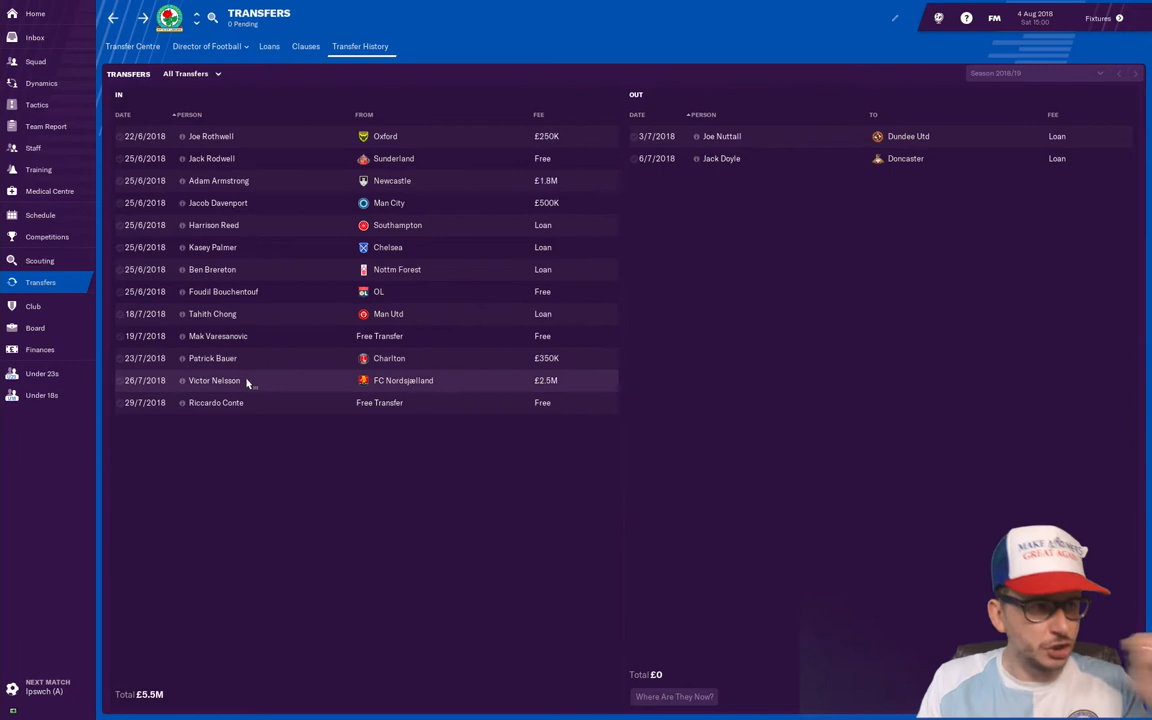 Home
TRANSFERS
0 Pending
FM
4 Aug 2018
Sat 15:00
Fixtures
Inbox
Transfer Centre
Director of Football
Loans
Clauses
Transfer History
Squad
Dynamics
Tactics
Team Report
Staff
Training
Medical Centre
Schedule
Competitions
Scouting
Transfers
Club
Board
Finances
Under 23s
Under 18s
NEXT MATCH
Ipswch (A)
TRANSFERS All Transfers
Season 2018/19
IN
DATE PERSON FROM FEE
22/6/2018 Joe Rothwell Oxford £250K
25/6/2018 Jack Rodwell Sunderland Free
25/6/2018 Adam Armstrong Newcastle £1.8M
25/6/2018 Jacob Davenport Man City £500K
25/6/2018 Harrison Reed Southampton Loan
25/6/2018 Kasey Palmer Chelsea Loan
25/6/2018 Ben Brereton Nottm Forest Loan
25/6/2018 Foudil Bouchentouf OL Free
18/7/2018 Tahith Chong Man Utd Loan
19/7/2018 Mak Varesanovic Free Transfer Free
23/7/2018 Patrick Bauer Charlton £350K
26/7/2018 Victor Nelsson FC Nordsjælland £2.5M
29/7/2018 Riccardo Conte Free Transfer Free
Total £5.5M
OUT
DATE PERSON TO FEE
3/7/2018 Joe Nuttall Dundee Utd Loan
6/7/2018 Jack Doyle Doncaster Loan
Total £0
Where Are They Now?
MAKE
GREAT AGAIN